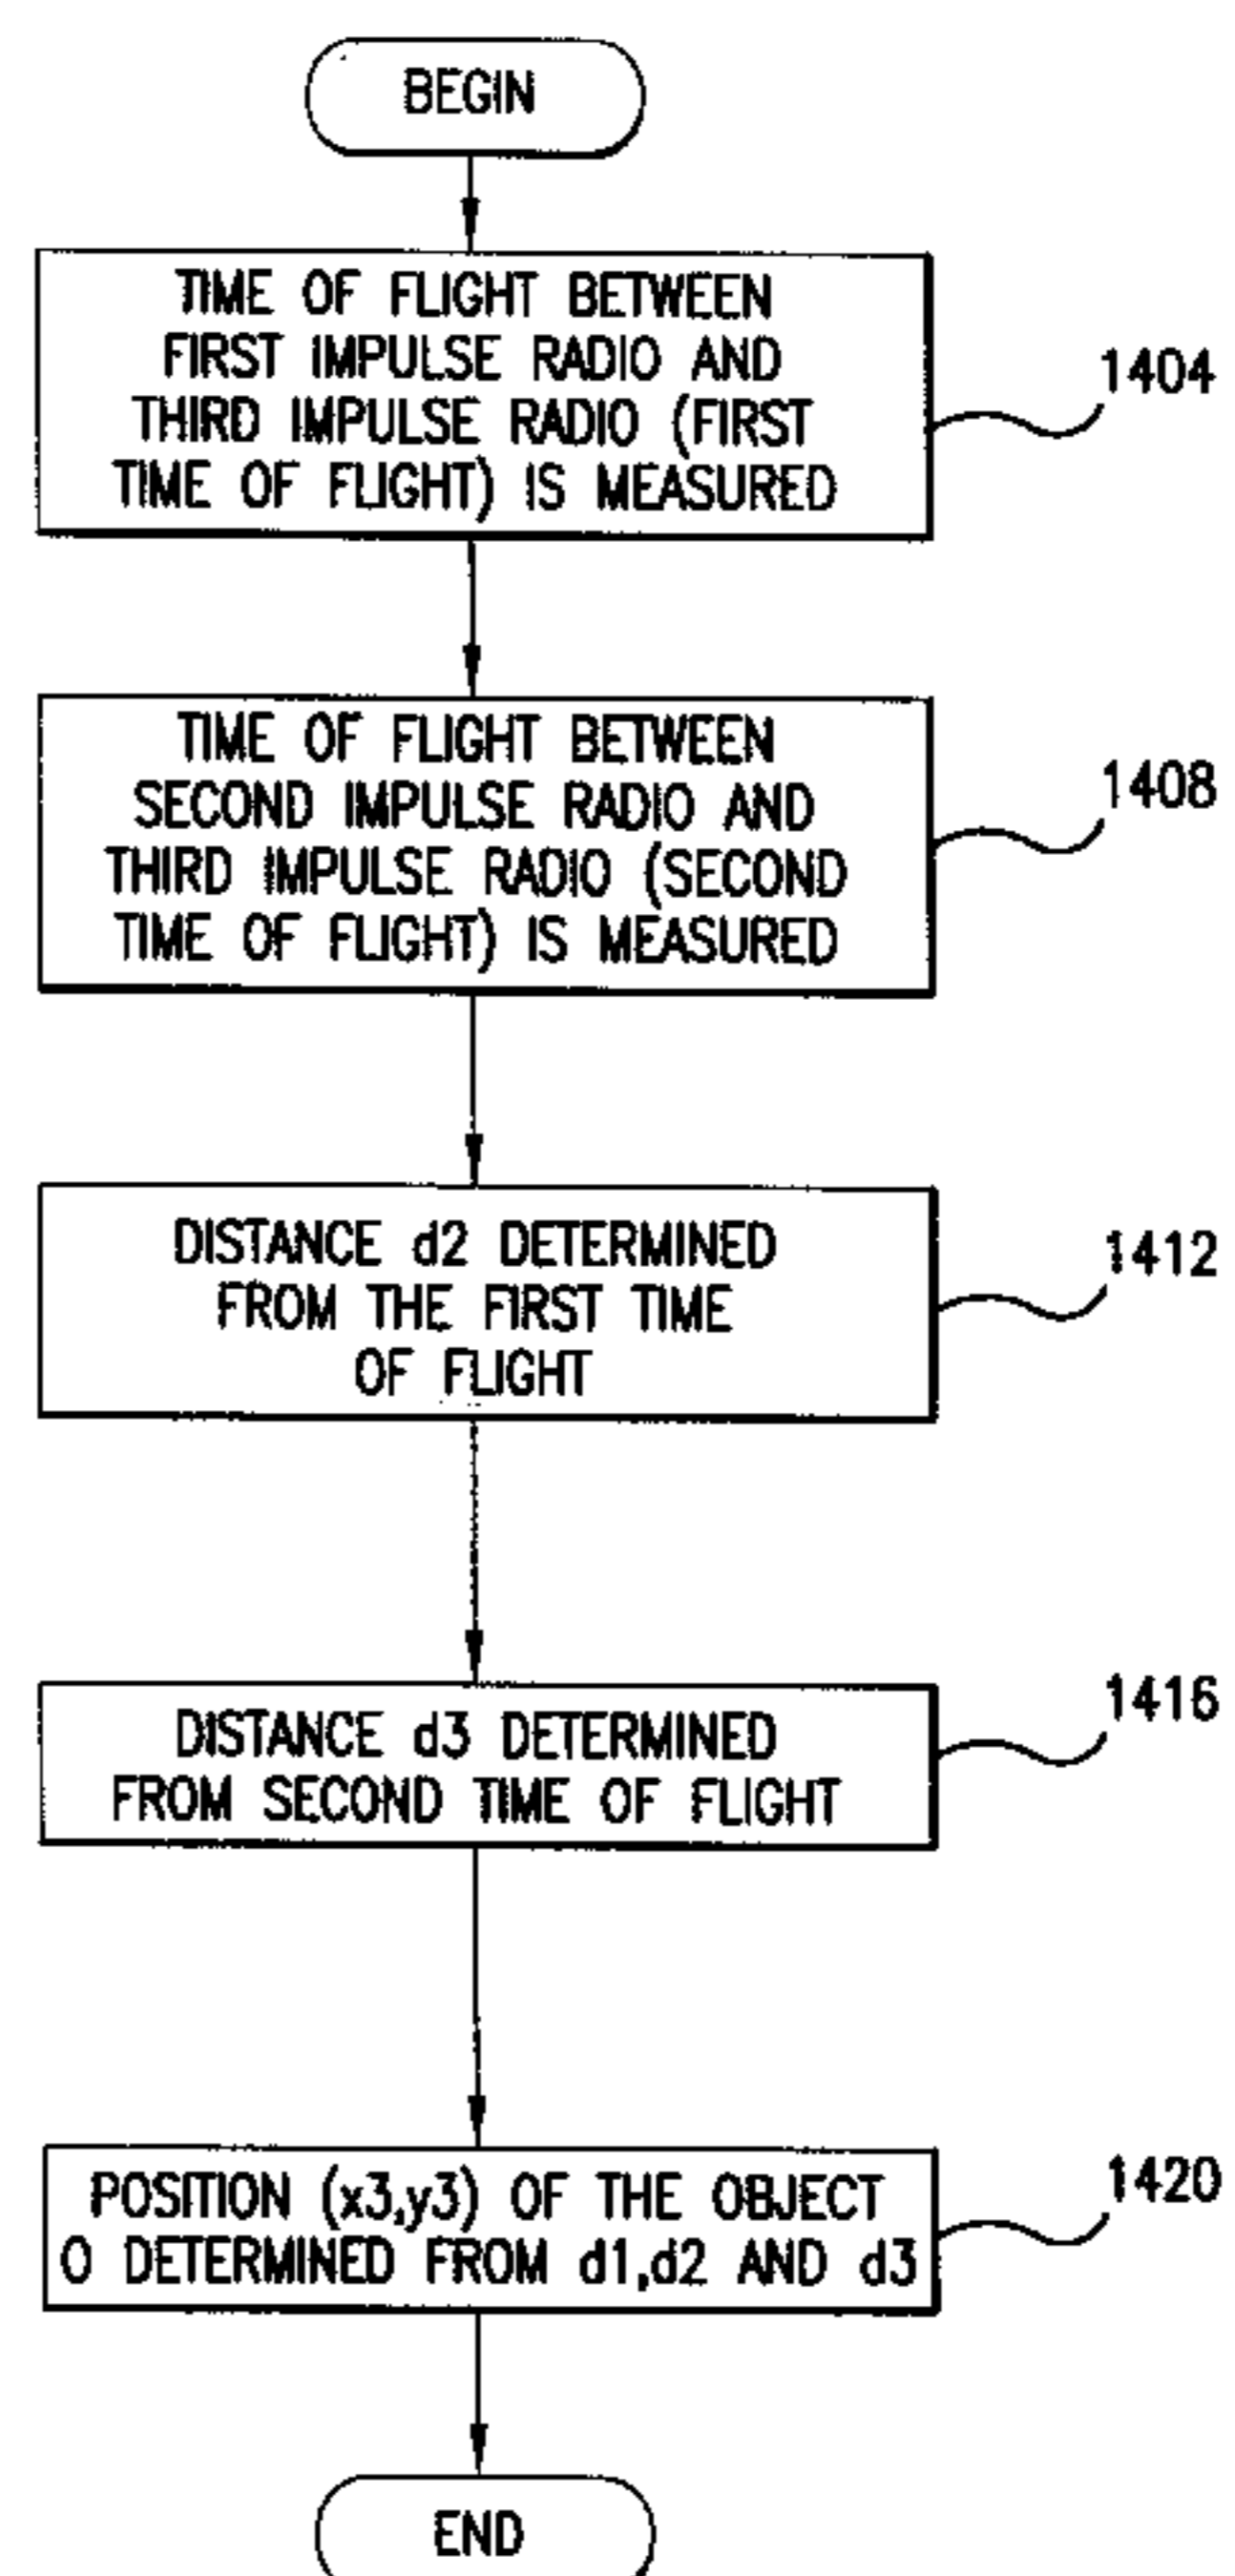 BEGIN
TIME OF FLIGHT BETWEEN
FIRST IMPULSE RADIO AND
THIRD IMPULSE RADIO (FIRST
TIME OF FLIGHT) IS MEASURED
1404
TIME OF FLIGHT BETWEEN
SECOND IMPULSE RADIO AND
THIRD IMPULSE RADIO (SECOND
TIME OF FLIGHT) IS MEASURED
1408
DISTANCE d2 DETERMINED
FROM THE FIRST TIME
OF FLIGHT
1412
DISTANCE d3 DETERMINED
FROM SECOND TIME OF FLIGHT
1416
POSITION (x3,y3) OF THE OBJECT
O DETERMINED FROM d1,d2 AND d3
1420
END